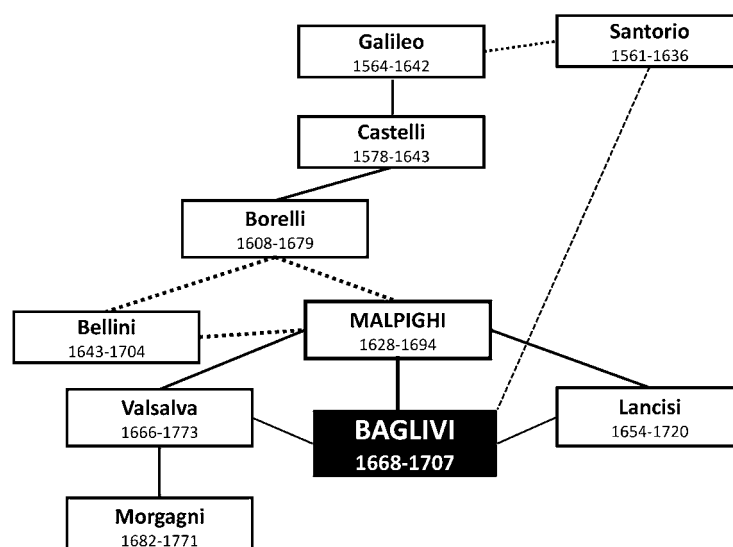 Galileo
1564-1642
Santorio
1561-1636
Castelli
1578-1643
Borelli
1608-1679
Bellini
1643-1704
MALPIGHI
1628-1694
Valsalva
1666-1773
BAGLIVI
1668-1707
Lancisi
1654-1720
Morgagni
1682-1771